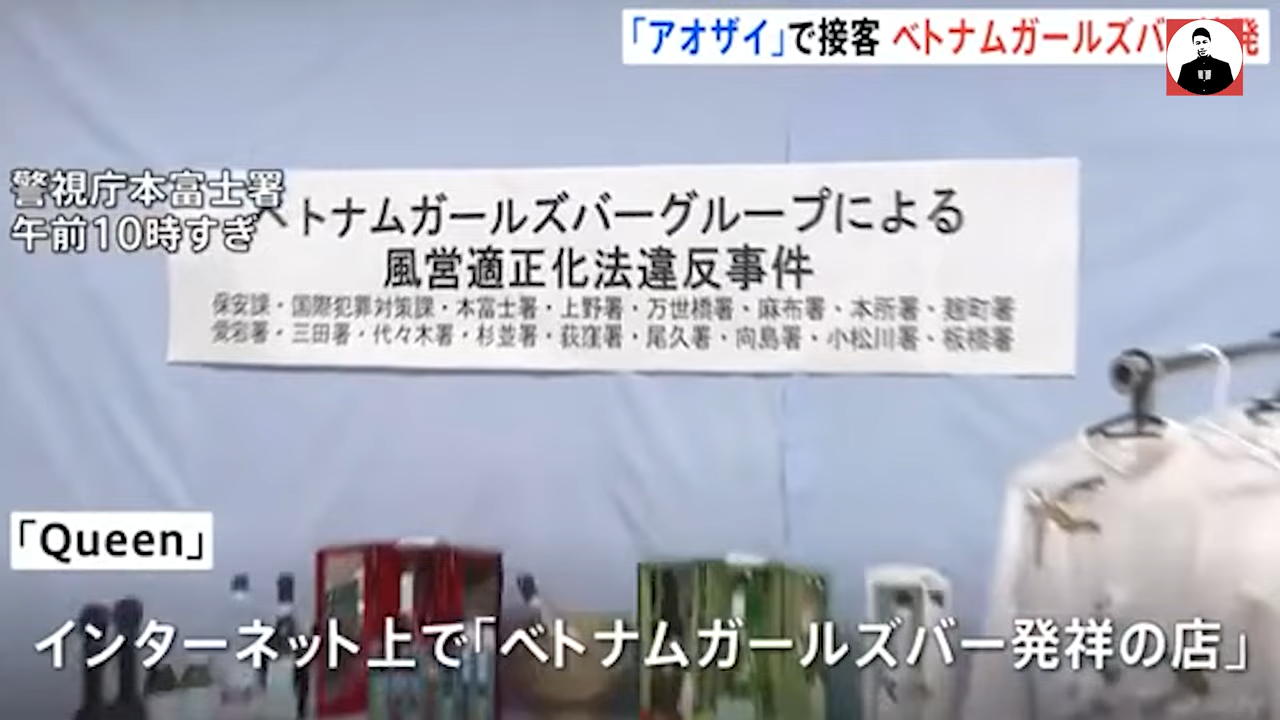 「アオザイ」で接客 ベトナムガールズバ 発
警視庁本富士署
午前10時すぎ
ベトナムガールズバーグループによる
風営適正化法違反事件
保安課・国際犯罪対策課・本富士署・上野署・万世橋署・麻布署・本所署・麹町署
愛宕署・三田署・代々木署・杉並署・荻窪署・尾久署・向島署・小松川署・板橋署
「Queen」
インターネット上で「ベトナムガールズバー発祥の店」